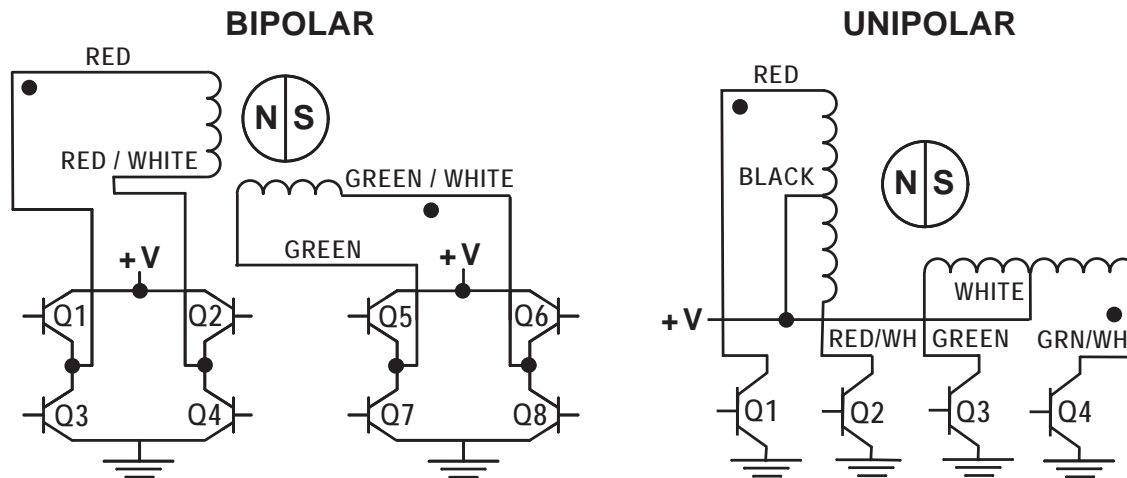 BIPOLAR
RED
N S
RED / WHITE
GREEN / WHITE
GREEN
+ V
+ V
Q1
Q2
Q5
Q6
Q3
Q4
Q7
Q8
UNIPOLAR
RED
BLACK
N S
WHITE
+ V
RED/WH
GREEN
GRN/WH
Q1
Q2
Q3
Q4